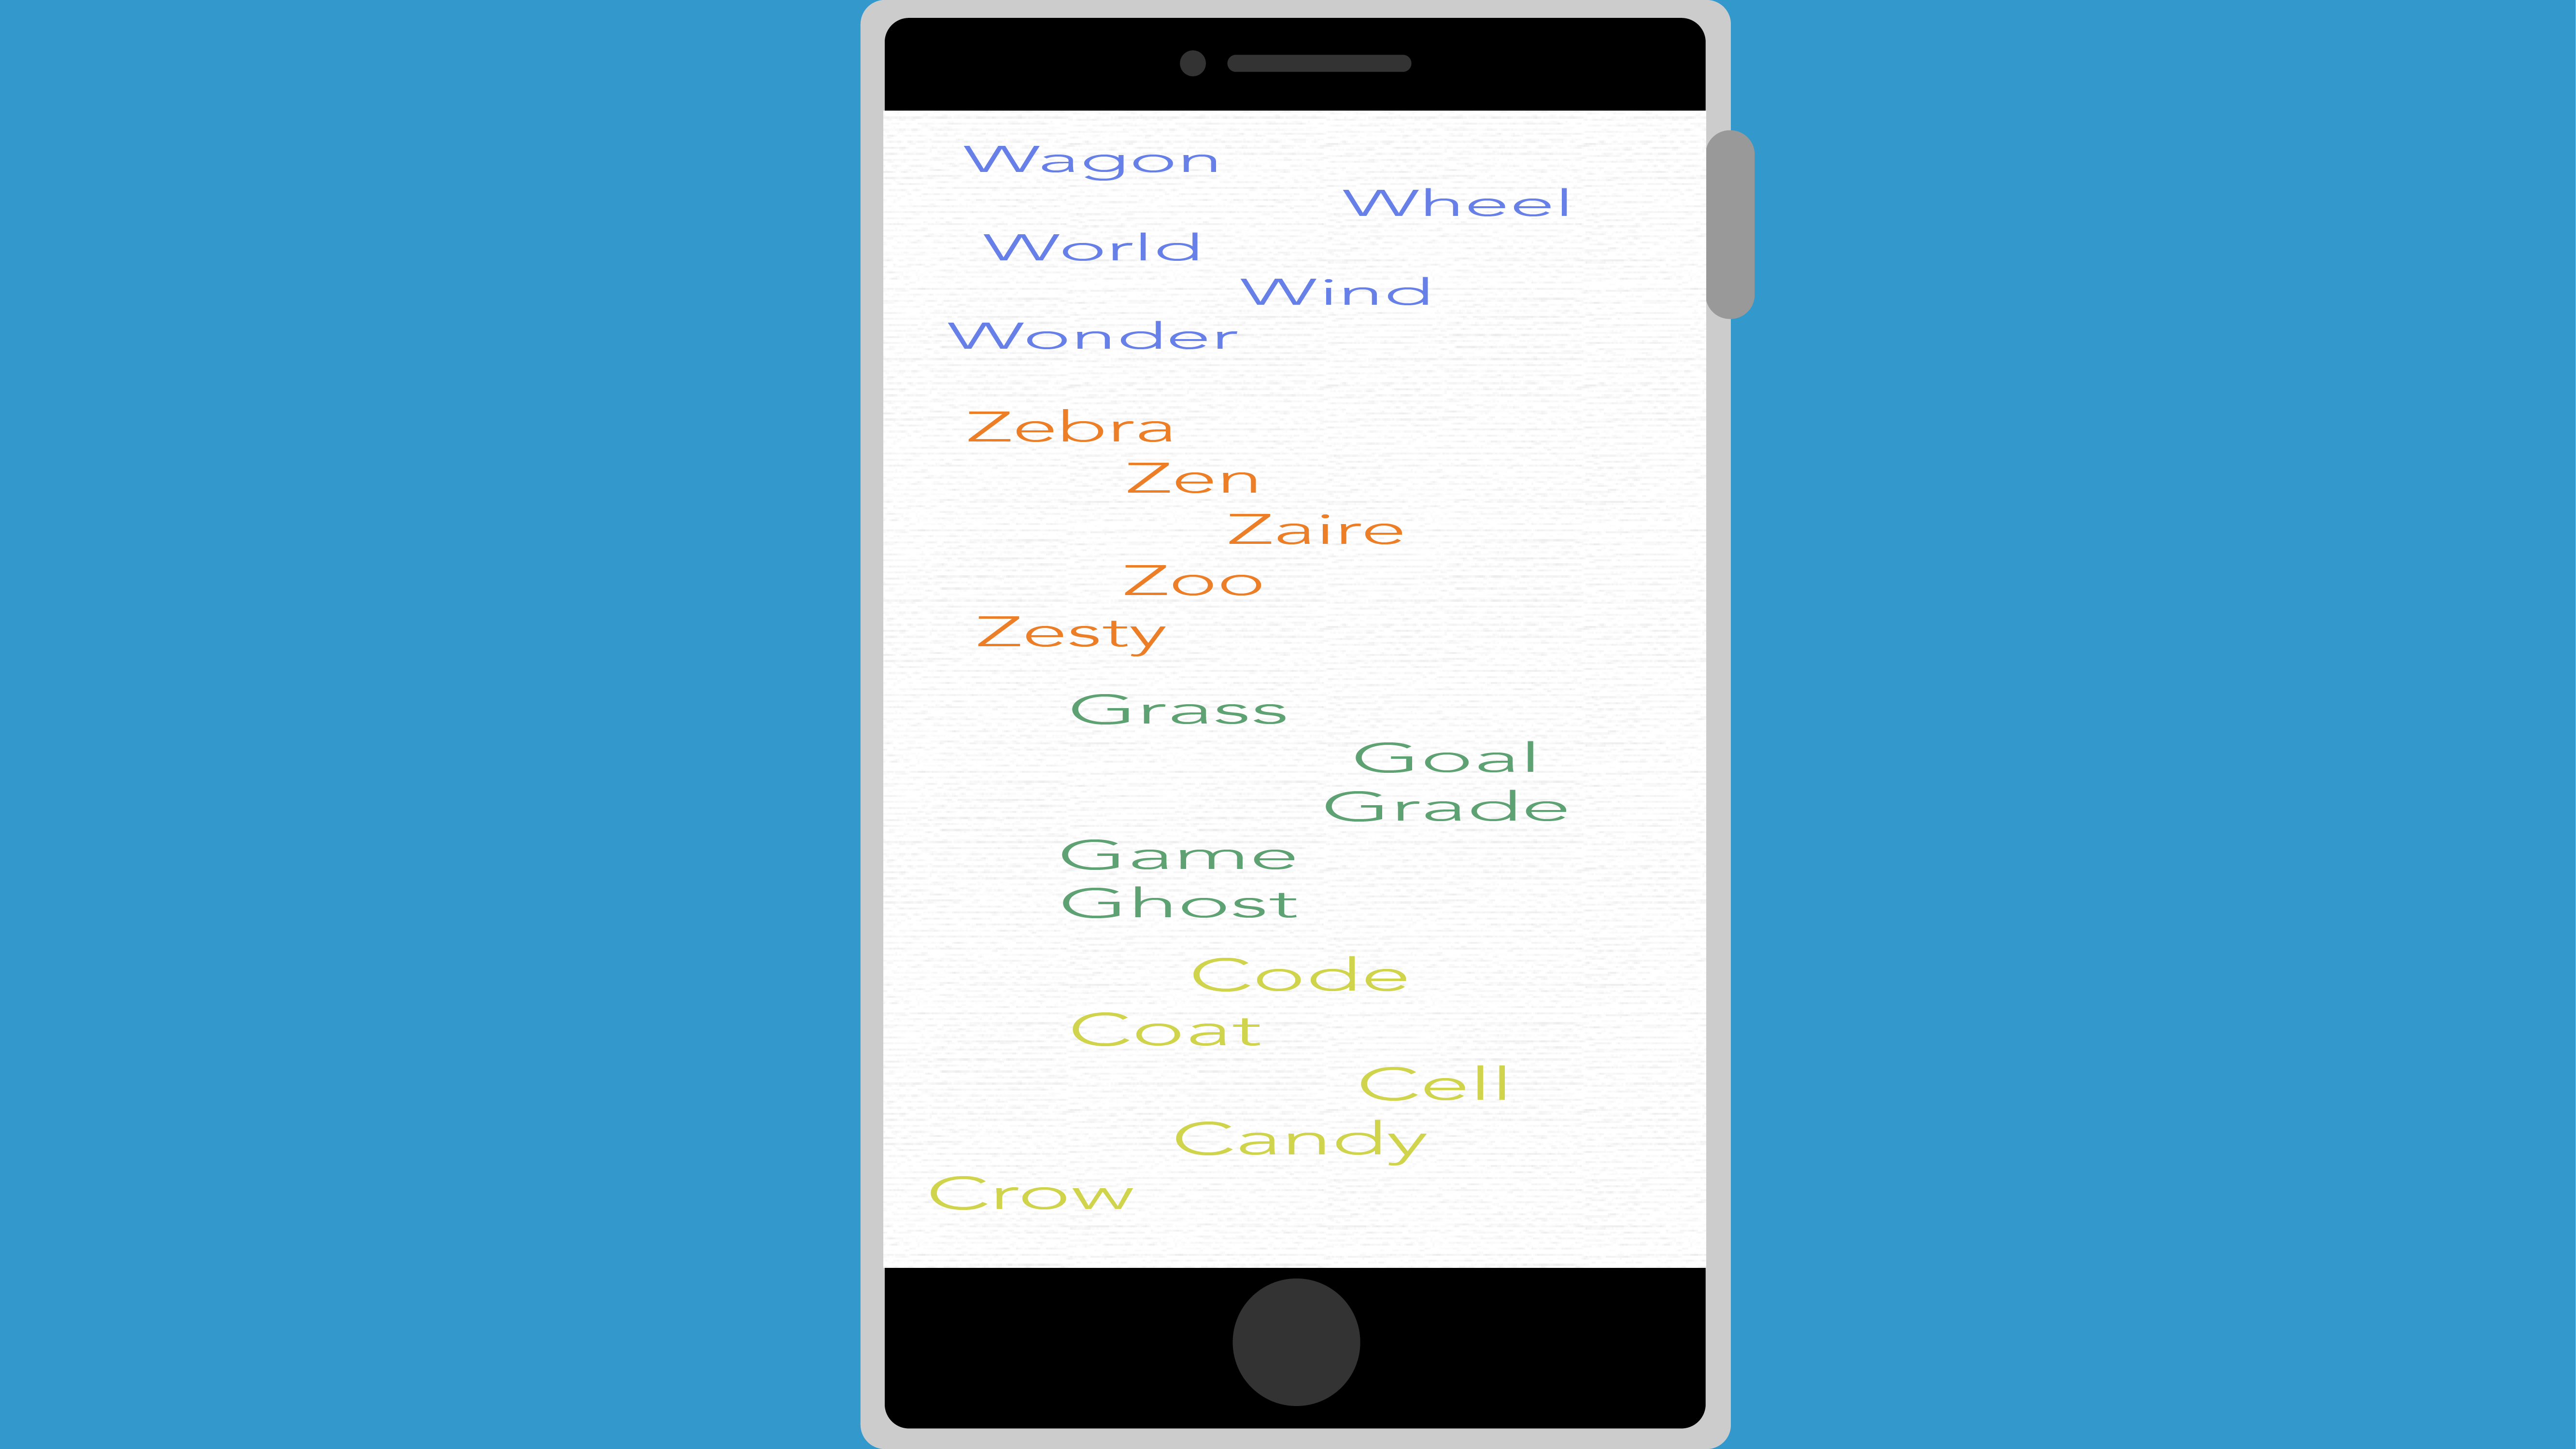 Wagon
Wheel
World
Wind
Wonder
Zebra
Zen
Zaire
Zoo
Zesty
Grass
Goal
Grade
Game
Ghost
Code
Coat
Cell
Candy
Crow